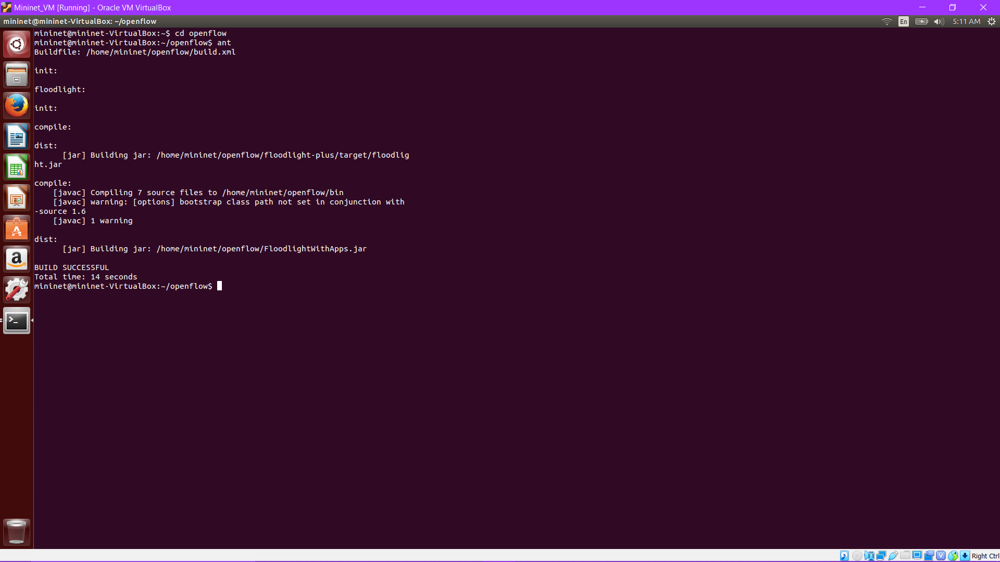 Mininet_VM [Running] - Oracle VM VirtualBox
mininet@mininet-VirtualBox: ~/openflow
En
5:11 AM
mininet@mininet-VirtualBox:~$ cd openflow
mininet@mininet-VirtualBox:~/openflow$ ant
Buildfile: /home/mininet/openflow/build.xml
init:
floodlight:
init:
compile:
dist:
[jar] Building jar: /home/mininet/openflow/floodlight-plus/target/floodlig
ht.jar
compile:
[javac] Compiling 7 source files to /home/mininet/openflow/bin
[javac] warning: [options] bootstrap class path not set in conjunction with
-source 1.6
[javac] 1 warning
dist:
[jar] Building jar: /home/mininet/openflow/FloodlightWithApps.jar
BUILD SUCCESSFUL
Total time: 14 seconds
mininet@mininet-VirtualBox:~/openflow$
Right Ctrl